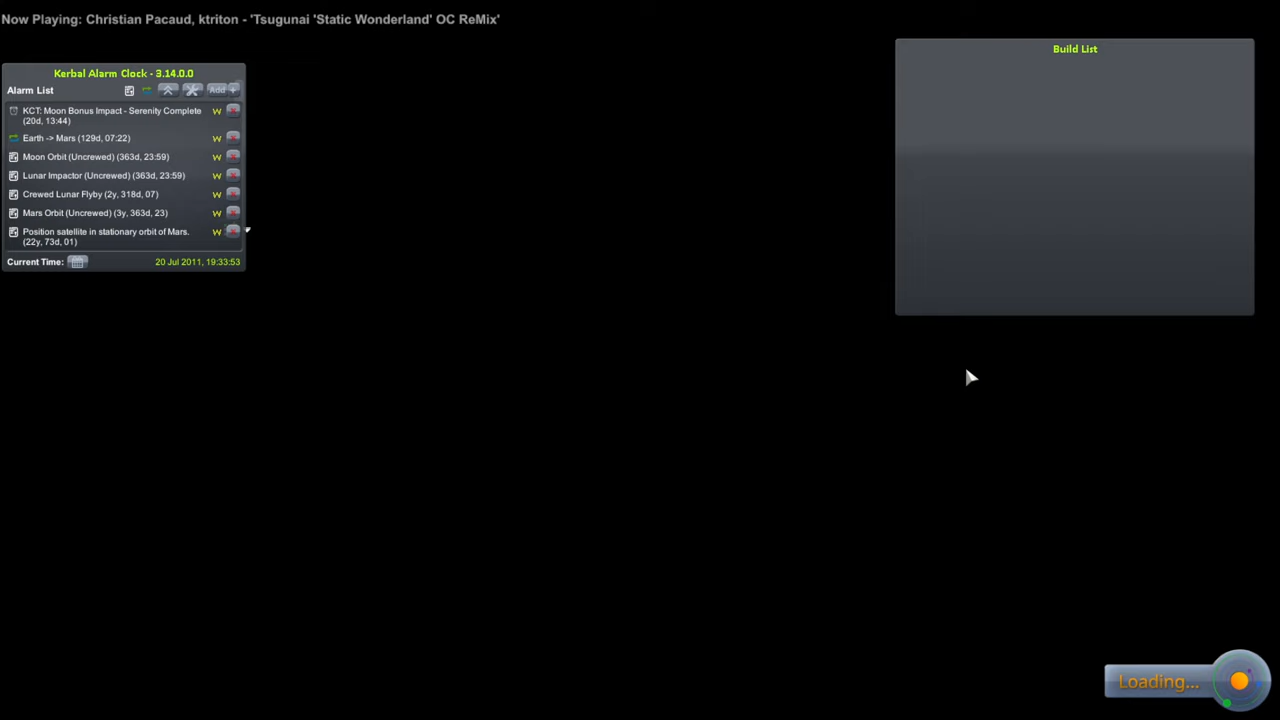 Now Playing: Christian Pacaud, ktriton - 'Tsugunai 'Static Wonderland' OC ReMix'
Kerbal Alarm Clock - 3.14.0.0
Alarm List
Add +
KCT: Moon Bonus Impact - Serenity Complete
(20d, 13:44)
W
Earth -> Mars (129d, 07:22)
W
Moon Orbit (Uncrewed) (363d, 23:59)
W
Lunar Impactor (Uncrewed) (363d, 23:59)
W
Crewed Lunar Flyby (2y, 318d, 07)
W
Mars Orbit (Uncrewed) (3y, 363d, 23)
W
Position satellite in stationary orbit of Mars.
(22y, 73d, 01)
W
Current Time:
20 Jul 2011, 19:33:53
Build List
Loading...